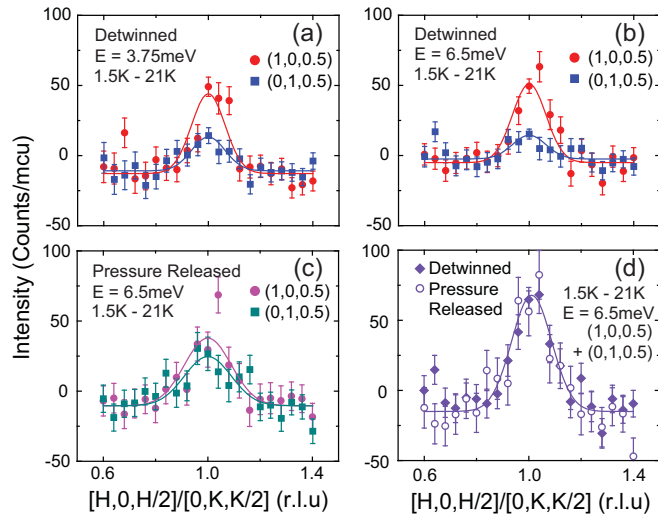 Detwinned
E = 3.75meV
1.5K - 21K
(a)
(1,0,0.5)
(0,1,0.5)
100
50
0
-50
Detwinned
E = 6.5meV
1.5K - 21K
(b)
(1,0,0.5)
(0,1,0.5)
100
50
0
-50
Intensity (Counts/mcu)
Pressure Released
E = 6.5meV
1.5K - 21K
(c)
(1,0,0.5)
(0,1,0.5)
100
50
0
-50
0.6
1.0
1.4
[H,0,H/2]/[0,K,K/2] (r.l.u)
Detwinned
Pressure
Released
(d)
1.5K - 21K
E = 6.5meV
(1,0,0.5)
+ (0,1,0.5)
100
50
0
-50
0.6
1.0
1.4
[H,0,H/2]/[0,K,K/2] (r.l.u)